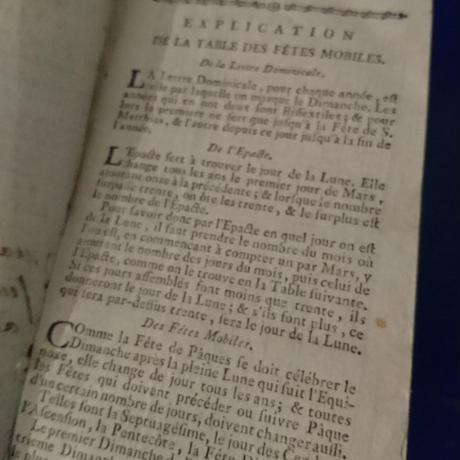 EXPLICATION
DE LA TABLE DES FÊTES MOBILES.
De la Lettre Dominicale.
LA Lettre Dominicale, pour chaque année, est
celle par laquelle on marque le Dimanche. Les
années qui en ont deux sont Bissextiles; & pour
lors la premiere ne sert que jusqu'à la Fête de S.
Matthias, & l'autre depuis ce jour jusqu'à la fin de
l'année.
De l'Epacte.
L'Epacte sert à trouver le jour de la Lune. Elle
change tous les ans le premier jour de Mars,
ajoutant onze à la précédente; & lorsque le nombre
surpasse trente, on ôte les trente, & le surplus est
le nombre de l'Epacte.
Pour savoir donc par l'Epacte en quel jour on est
de la Lune, il faut prendre le nombre du mois où
l'on est, en commençant à compter un par Mars, y
ajoutant le nombre des jours du mois, puis celui de
l'Epacte, comme on le trouve en la Table suivante.
Si ces jours assemblés sont moins que trente, ils
donneront le jour de la Lune; & s'ils sont plus, ce
qui sera par-dessus trente, sera le jour de la Lune.
Des Fêtes Mobiles.
COmme la Fête de Pâques se doit célébrer le
Dimanche après la pleine Lune qui suit l'Equi-
noxe, elle change de jour tous les ans; & toutes
les Fêtes qui doivent précéder ou suivre Pâque
d'un certain nombre de jours, doivent changer aussi.
Telles sont la Septuagésime, le jour des Cendres
l'Ascension, la Pentecôte, la Fête
Le premier Dimanche de
trieme Dimanche
le plus